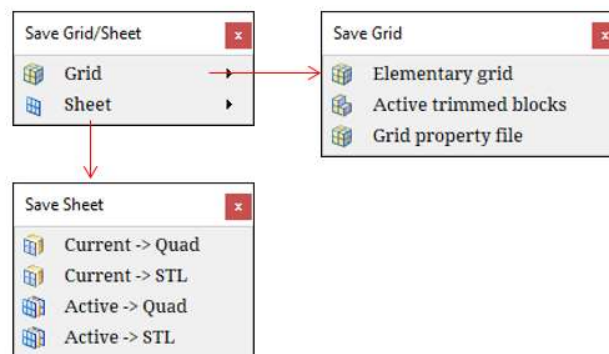 Save Grid/Sheet
x
Grid
Sheet
Save Grid
x
Elementary grid
Active trimmed blocks
Grid property file
Save Sheet
x
Current -> Quad
Current -> STL
Active -> Quad
Active -> STL